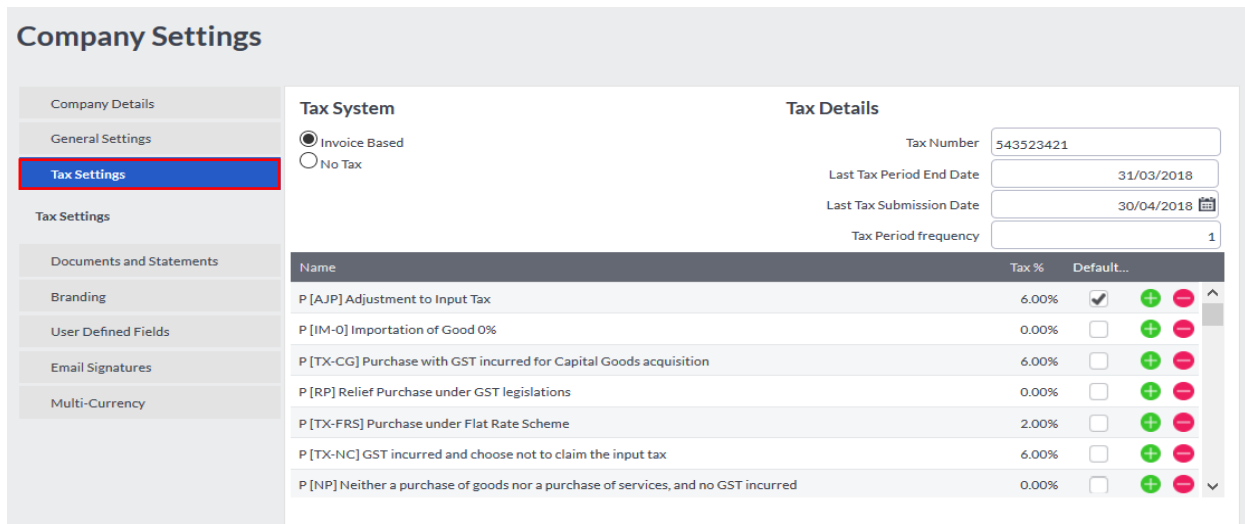 Company Settings
Company Details
General Settings
Tax Settings
Tax Settings
Documents and Statements
Branding
User Defined Fields
Email Signatures
Multi-Currency
Tax System
Invoice Based
No Tax
Tax Details
Tax Number 543523421
Last Tax Period End Date 31/03/2018
Last Tax Submission Date 30/04/2018
Tax Period frequency 1
Name Tax % Default...
P [AJP] Adjustment to Input Tax 6.00%
P [IM-0] Importation of Good 0% 0.00%
P [TX-CG] Purchase with GST incurred for Capital Goods acquisition 6.00%
P [RP] Relief Purchase under GST legislations 0.00%
P [TX-FRS] Purchase under Flat Rate Scheme 2.00%
P [TX-NC] GST incurred and choose not to claim the input tax 6.00%
P [NP] Neither a purchase of goods nor a purchase of services, and no GST incurred 0.00%